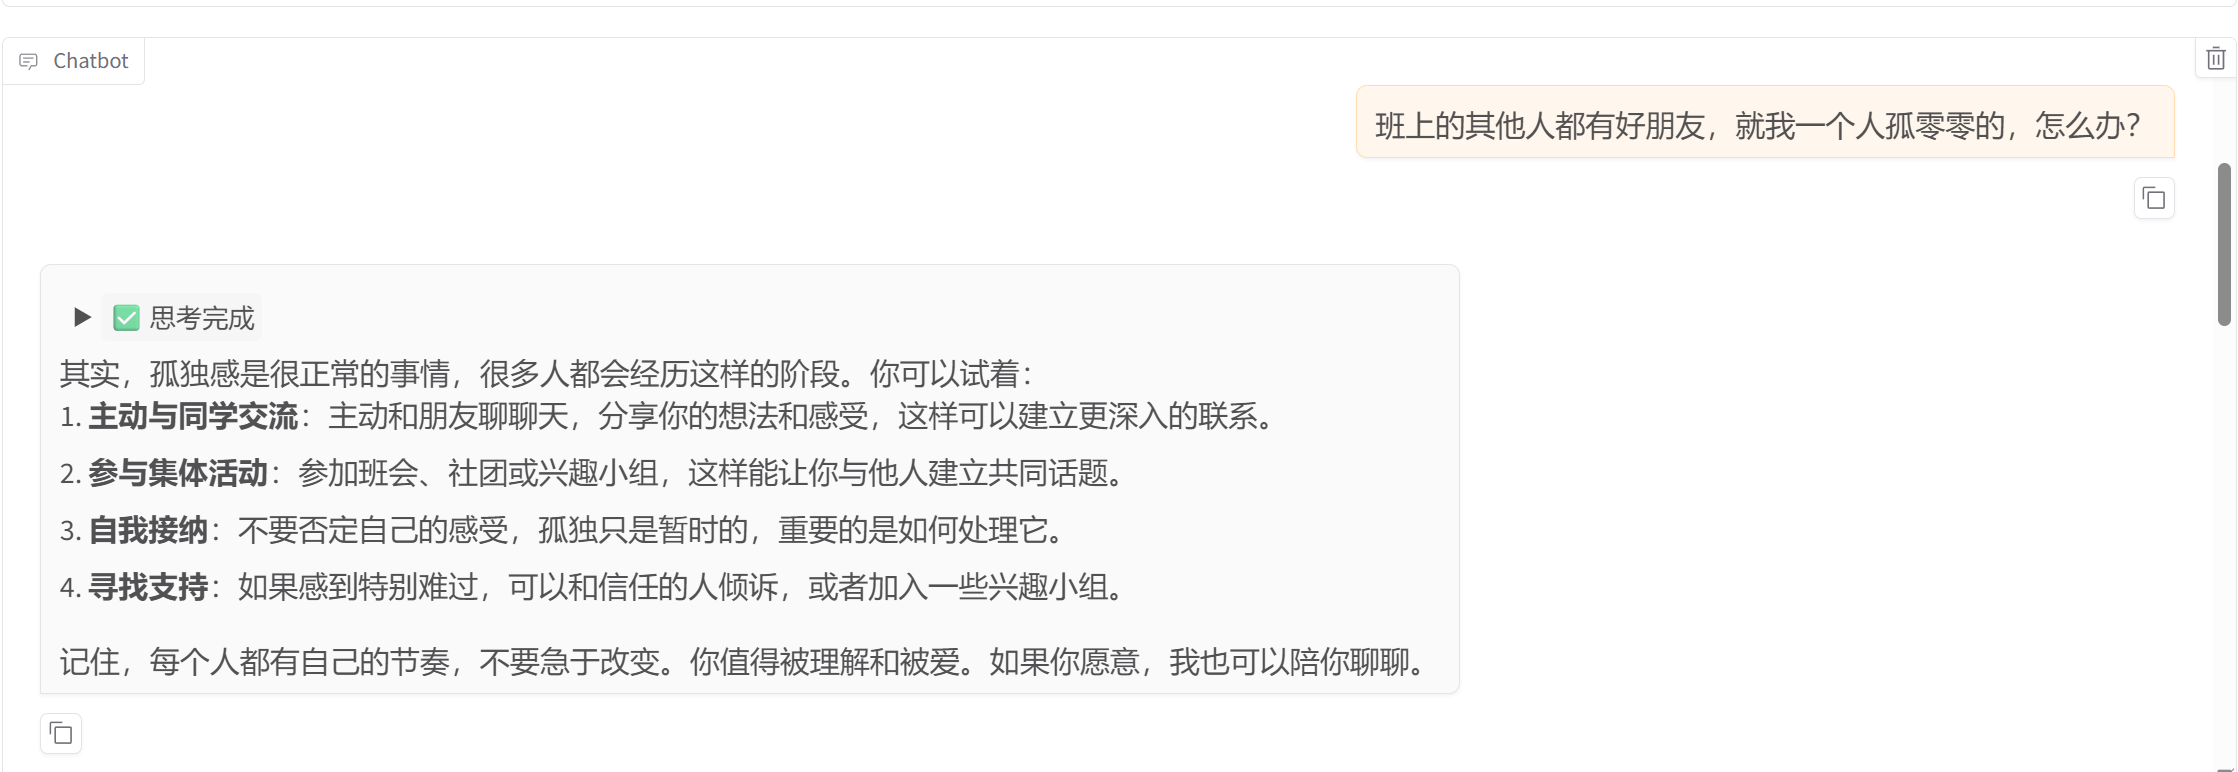 Chatbot
班上的其他人都有好朋友，就我一个人孤零零的，怎么办？
思考完成
其实，孤独感是很正常的事情，很多人都会经历这样的阶段。你可以试着：
1. 主动与同学交流：主动和朋友聊聊天，分享你的想法和感受，这样可以建立更深入的联系。
2. 参与集体活动：参加班会、社团或兴趣小组，这样能让你与他人建立共同话题。
3. 自我接纳：不要否定自己的感受，孤独只是暂时的，重要的是如何处理它。
4. 寻找支持：如果感到特别难过，可以和信任的人倾诉，或者加入一些兴趣小组。
记住，每个人都有自己的节奏，不要急于改变。你值得被理解和被爱。如果你愿意，我也可以陪你聊聊。